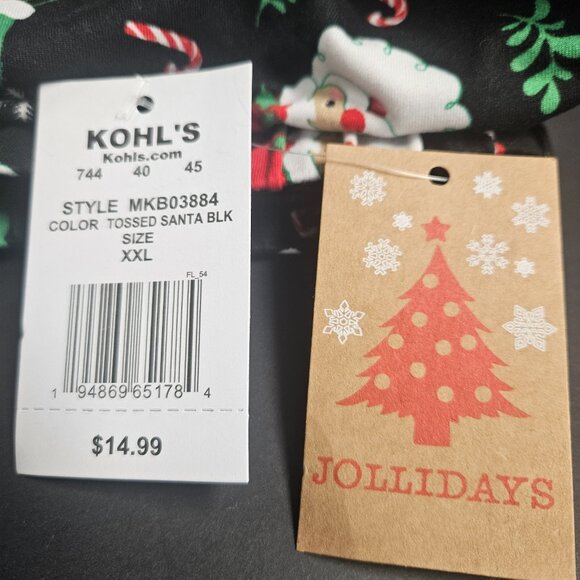 KOHL'S
Kohls.com
744 40 45
STYLE MKB03884
COLOR TOSSED SANTA BLK
SIZE
XXL
FL_54
1 94869 65178 4
$14.99
JOLLIDAYS